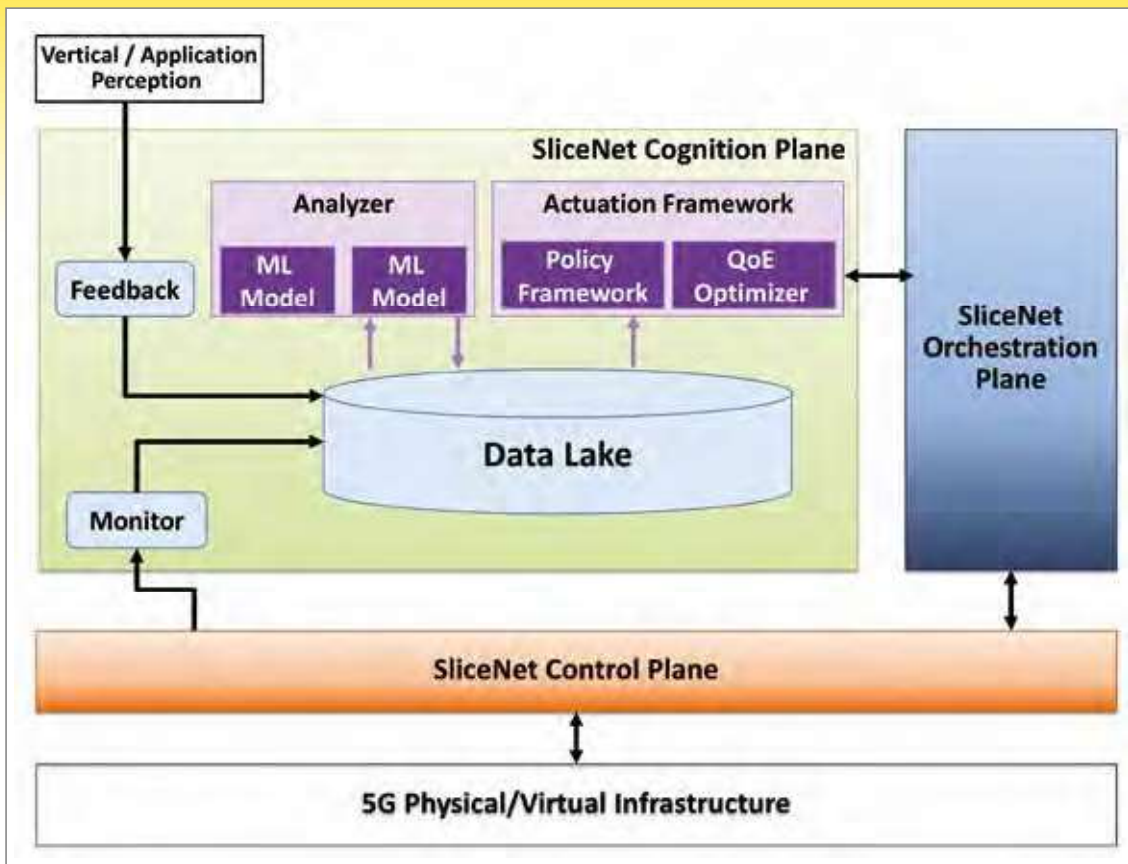 Vertical / Application
Perception
SliceNet Cognition Plane
Analyzer
ML
Model
ML
Model
Actuation Framework
Policy
Framework
QoE
Optimizer
Feedback
SliceNet
Orchestration
Plane
Data Lake
Monitor
SliceNet Control Plane
5G Physical/Virtual Infrastructure